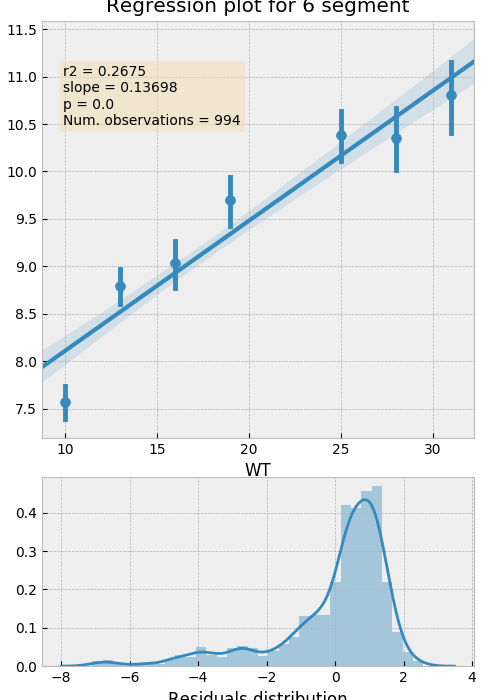 Regression plot for 6 segment
11.5
11.0
10.5
10.0
9.5
9.0
8.5
8.0
7.5
r2 = 0.2675
slope = 0.13698
p = 0.0
Num. observations = 994
10 15 20 25 30
WT
0.4
0.3
0.2
0.1
0.0
−8 −6 −4 −2 0 2 4
Residuals distribution